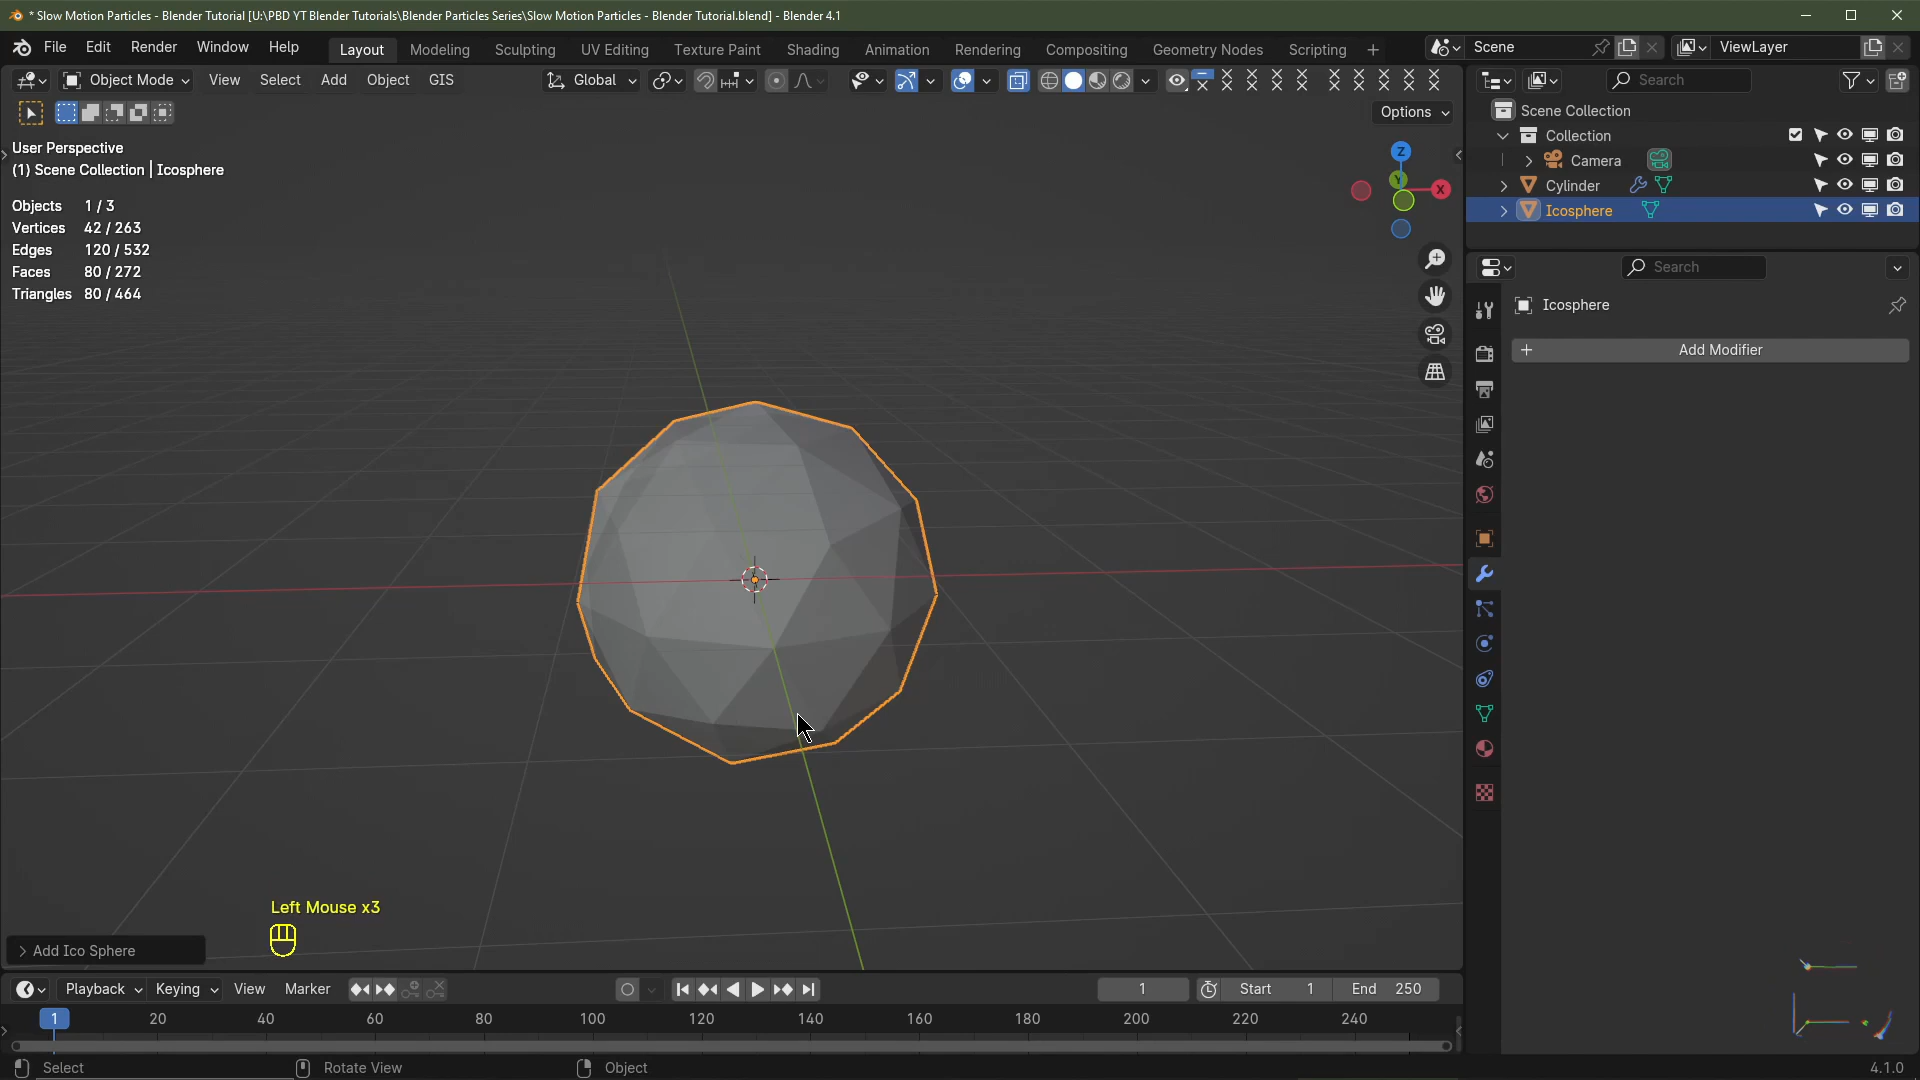 * Slow Motion Particles - Blender Tutorial [U:\PBD YT Blender Tutorials\Blender Particles Series\Slow Motion Particles - Blender Tutorial.blend] - Blender 4.1
File Edit Render Window Help Layout Modeling Sculpting UV Editing Texture Paint Shading Animation Rendering Compositing Geometry Nodes Scripting + Scene ViewLayer
Object Mode View Select Add Object GIS Global Search
Options
Scene Collection
Collection
Camera
Cylinder
Icosphere
User Perspective
(1) Scene Collection | Icosphere
Objects 1 / 3
Vertices 42 / 263
Edges 120 / 532
Faces 80 / 272
Triangles 80 / 464
Z
Y
X
Search
Icosphere
+ Add Modifier
Left Mouse x3
Add Ico Sphere
Playback Keying View Marker 1 Start 1 End 250
1 20 40 60 80 100 120 140 160 180 200 220 240
Select Rotate View Object 4.1.0